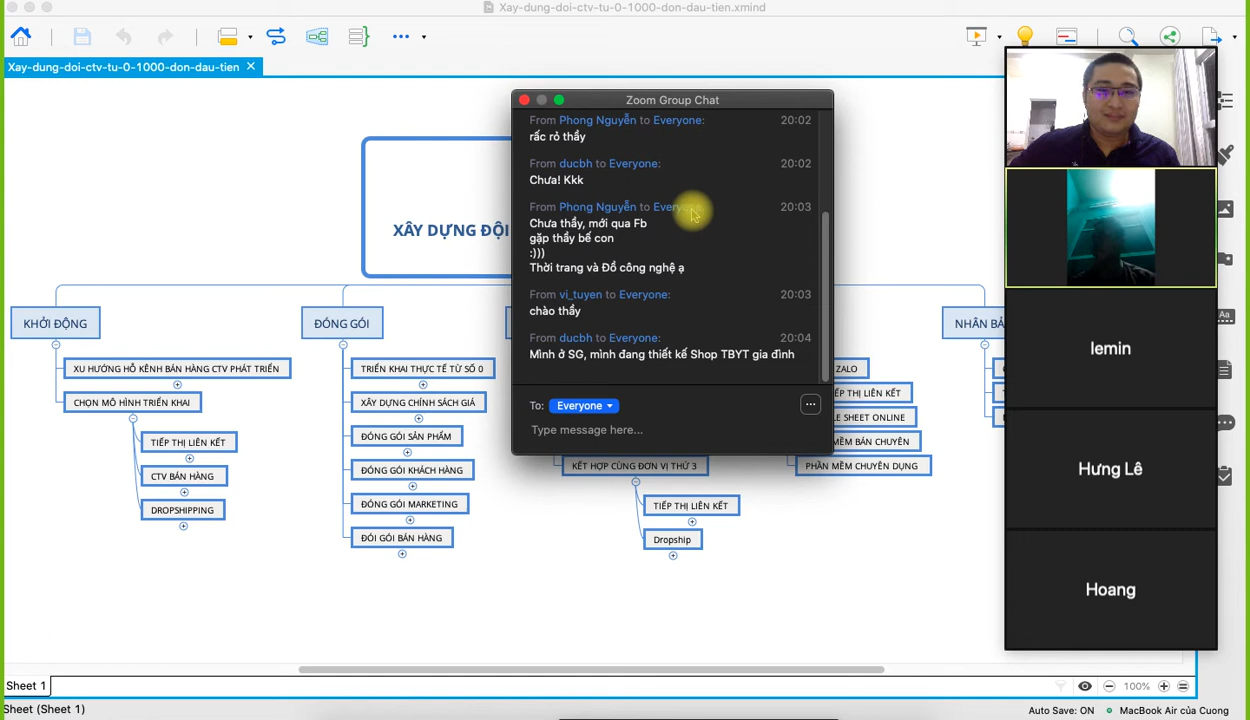 Xay-dung-doi-ctv-tu-0-1000-don-dau-tien.xmind
Xay-dung-doi-ctv-tu-0-1000-don-dau-tien
XÂY DỰNG ĐỘI
KHỞI ĐỘNG
XU HƯỚNG HỖ KÊNH BÁN HÀNG CTV PHÁT TRIỂN
CHỌN MÔ HÌNH TRIỂN KHAI
TIẾP THỊ LIÊN KẾT
CTV BÁN HÀNG
DROPSHIPPING
ĐÓNG GÓI
TRIỂN KHAI THỰC TẾ TỪ SỐ 0
XÂY DỰNG CHÍNH SÁCH GIÁ
ĐÓNG GÓI SẢN PHẨM
ĐÓNG GÓI KHÁCH HÀNG
ĐÓNG GÓI MARKETING
ĐÓI GÓI BÁN HÀNG
Zoom Group Chat
From Phong Nguyễn to Everyone: 20:02
rấc rỏ thầy
From ducbh to Everyone: 20:02
Chưa! Kkk
From Phong Nguyễn to Everyone: 20:03
Chưa thầy, mới qua Fb
gặp thầy bế con
:)))
Thời trang và Đồ công nghệ ạ
From vi_tuyen to Everyone: 20:03
chào thầy
From ducbh to Everyone: 20:04
Mình ở SG, mình đang thiết kế Shop TBYT gia đình
To: Everyone
Type message here...
KẾT HỢP CÙNG ĐƠN VỊ THỨ 3
TIẾP THỊ LIÊN KẾT
Dropship
ZALO
ẾP THỊ LIÊN KẾT
LE SHEET ONLINE
MỀM BÁN CHUYÊN
PHẦN MỀM CHUYÊN DỤNG
NHÂN BẢ
lemin
Hưng Lê
Hoang
Aa
Sheet 1
100%
Sheet (Sheet 1)
Auto Save: ON
MacBook Air của Cuong